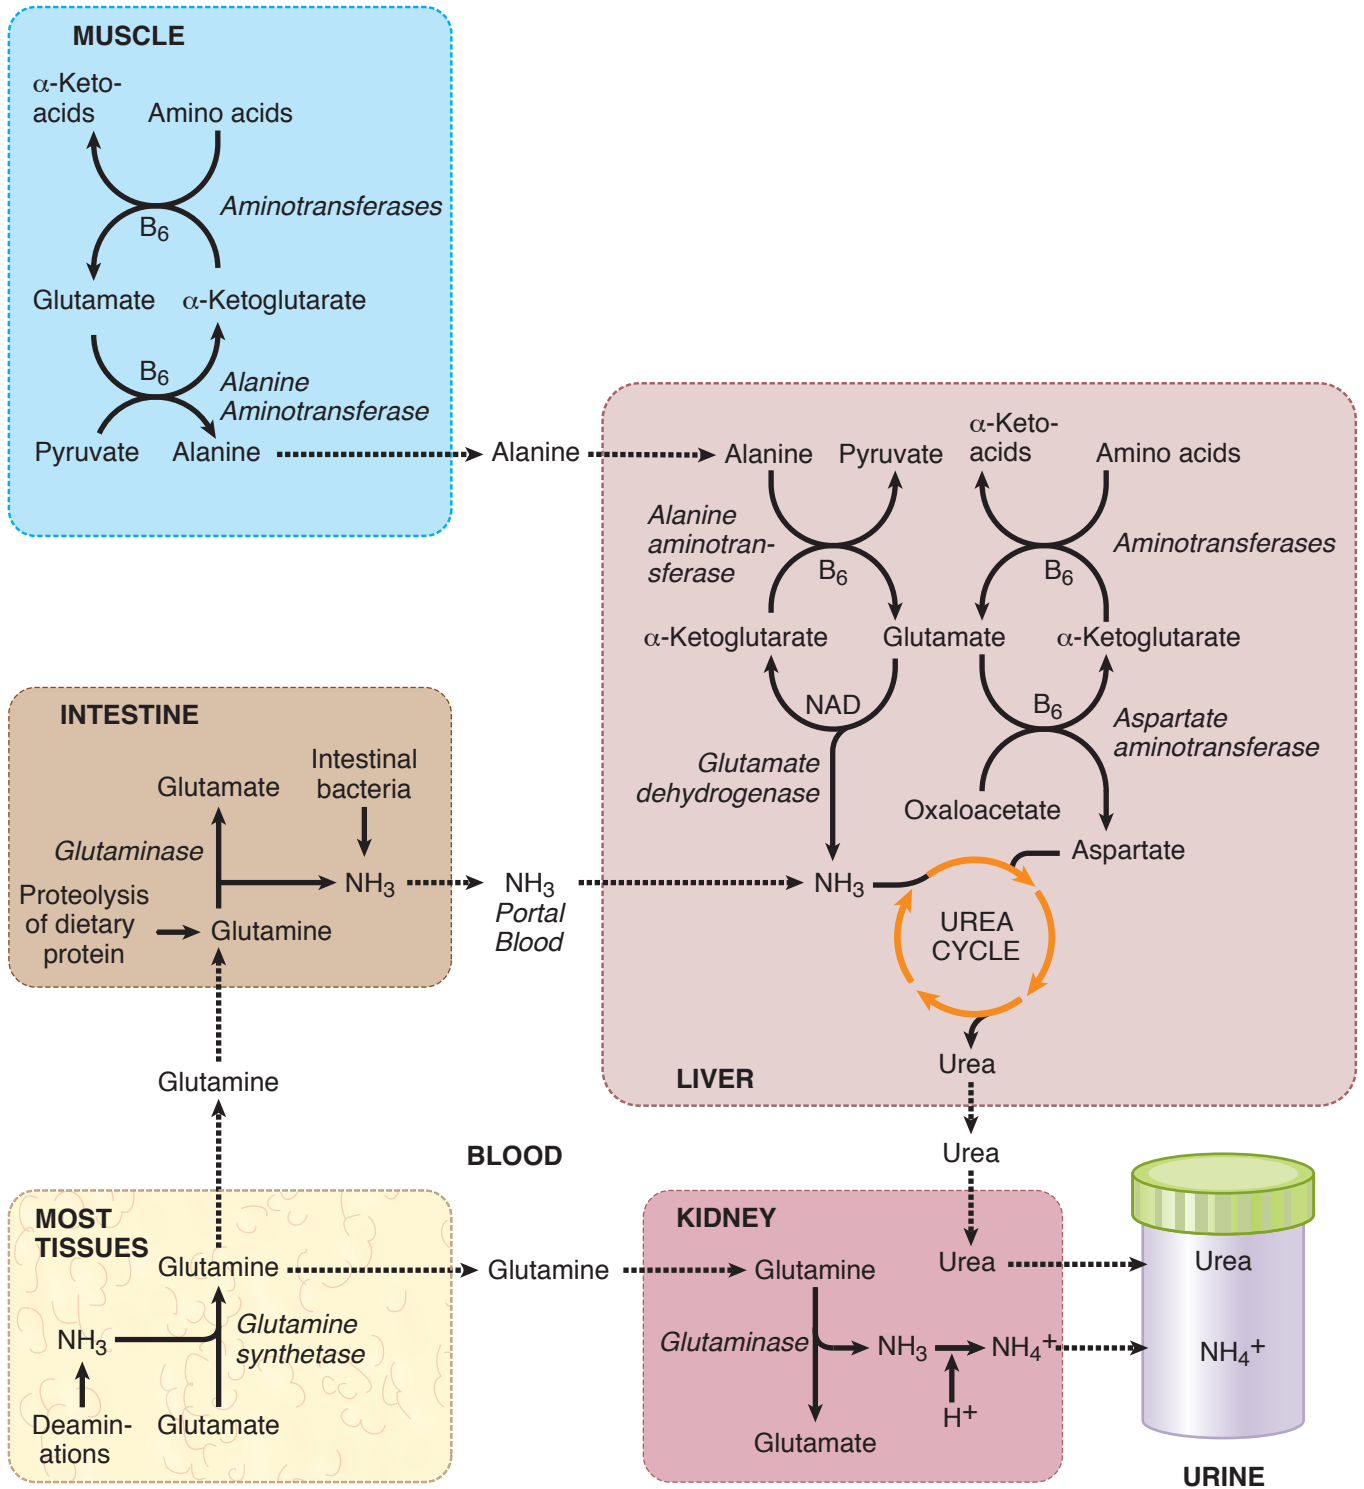 MUSCLE
α-Keto-
acids
Amino acids
Aminotransferases
B6
Glutamate
α-Ketoglutarate
B6
Alanine
Aminotransferase
Pyruvate
Alanine
Alanine
Alanine
Pyruvate
α-Keto-
acids
Amino acids
Alanine
aminotran-
sferase
B6
Aminotransferases
B6
α-Ketoglutarate
Glutamate
α-Ketoglutarate
NAD
B6
Aspartate
aminotransferase
Glutamate
dehydrogenase
Oxaloacetate
Aspartate
NH3
UREA
CYCLE
Urea
LIVER
INTESTINE
Intestinal
bacteria
Glutamate
Glutaminase
NH3
Proteolysis
of dietary
protein
Glutamine
NH3
Portal
Blood
Glutamine
BLOOD
Urea
MOST
TISSUES
Glutamine
NH3
Glutamine
synthetase
Deamin-
ations
Glutamate
Glutamine
KIDNEY
Glutamine
Urea
Glutaminase
NH3
NH4+
H+
Glutamate
Urea
NH4+
URINE